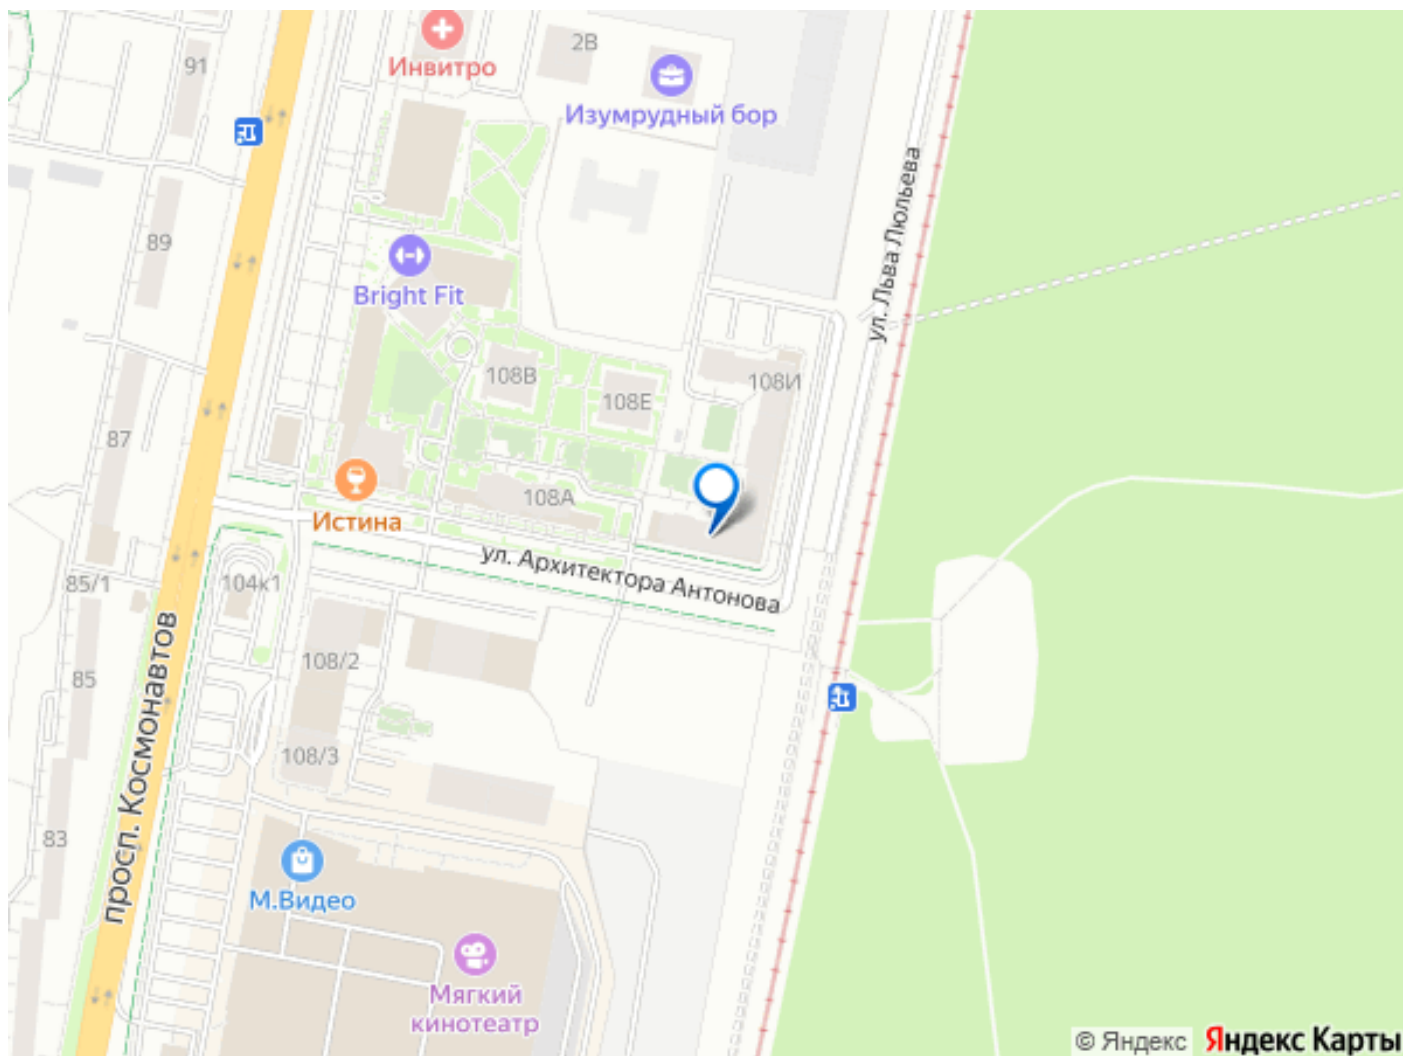 2В
91
Инвитро
Изумрудный бор
ул. Льва Люльева
89
Bright Fit
108В
108И
108Е
87
108А
Истина
ул. Архитектора Антонова
85/1
104к1
просп. Космонавтов
108/2
85
108/3
83
М.Видео
Мягкий
кинотеатр
© Яндекс Яндекс Карты